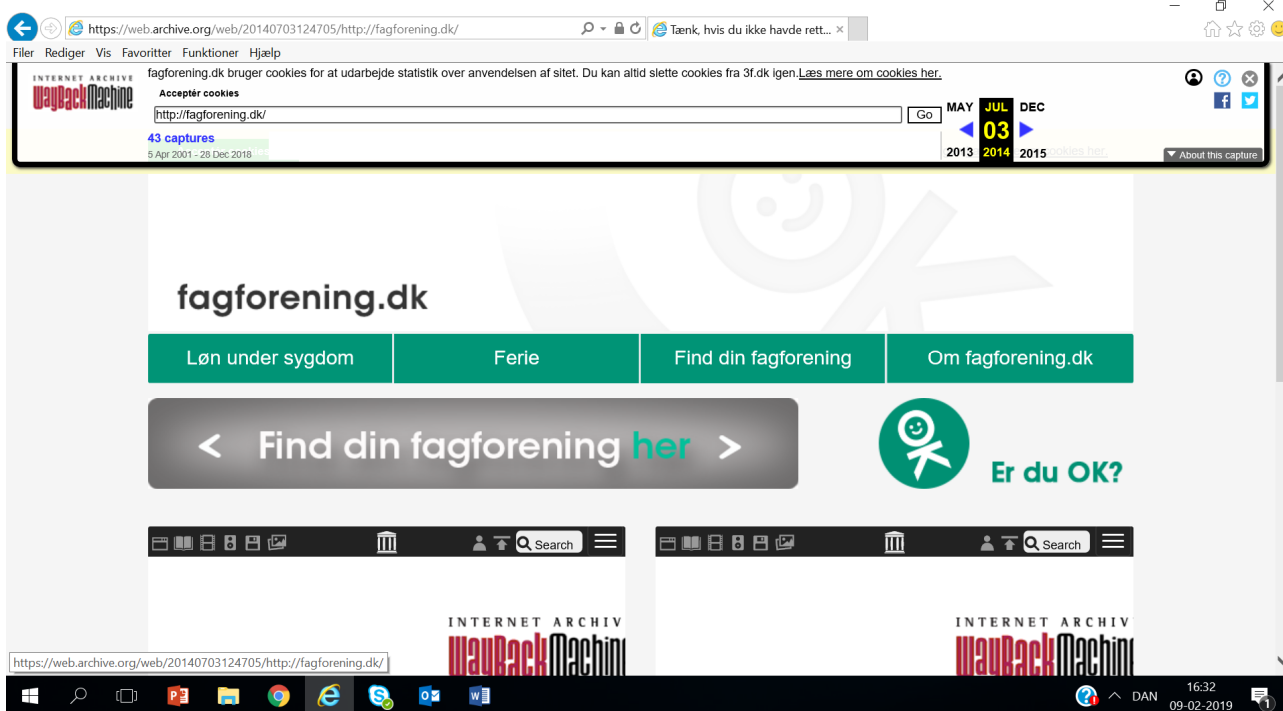 https://web.archive.org/web/20140703124705/http://fagforening.dk/
Tænk, hvis du ikke havde rett...
Filer Rediger Vis Favoritter Funktioner Hjælp
INTERNET ARCHIVE
WayBackMachine
fagforening.dk bruger cookies for at udarbejde statistik over anvendelsen af sitet. Du kan altid slette cookies fra 3f.dk igen.Læs mere om cookies her.
Acceptér cookies
http://fagforening.dk/
Go
MAY JUL DEC
03
43 captures
5 Apr 2001 - 28 Dec 2018
2013 2014 2015
cookies her.
About this capture
fagforening.dk
Løn under sygdom
Ferie
Find din fagforening
Om fagforening.dk
< Find din fagforening her >
OK
Er du OK?
Search
Search
INTERNET ARCHIV
WayBackMachin
INTERNET ARCHIV
WayBackMachin
https://web.archive.org/web/20140703124705/http://fagforening.dk/
DAN
16:32
09-02-2019
1